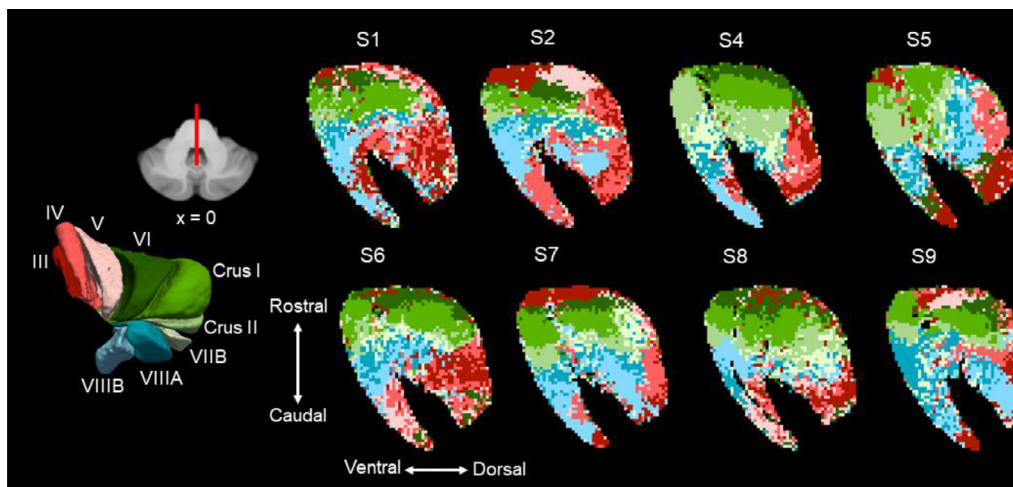 S1
S2
S4
S5
x = 0
IV
V
VI
III
Crus I
Crus II
VIIB
VIIIA
VIIIB
S6
S7
S8
S9
Rostral
Caudal
Ventral
Dorsal